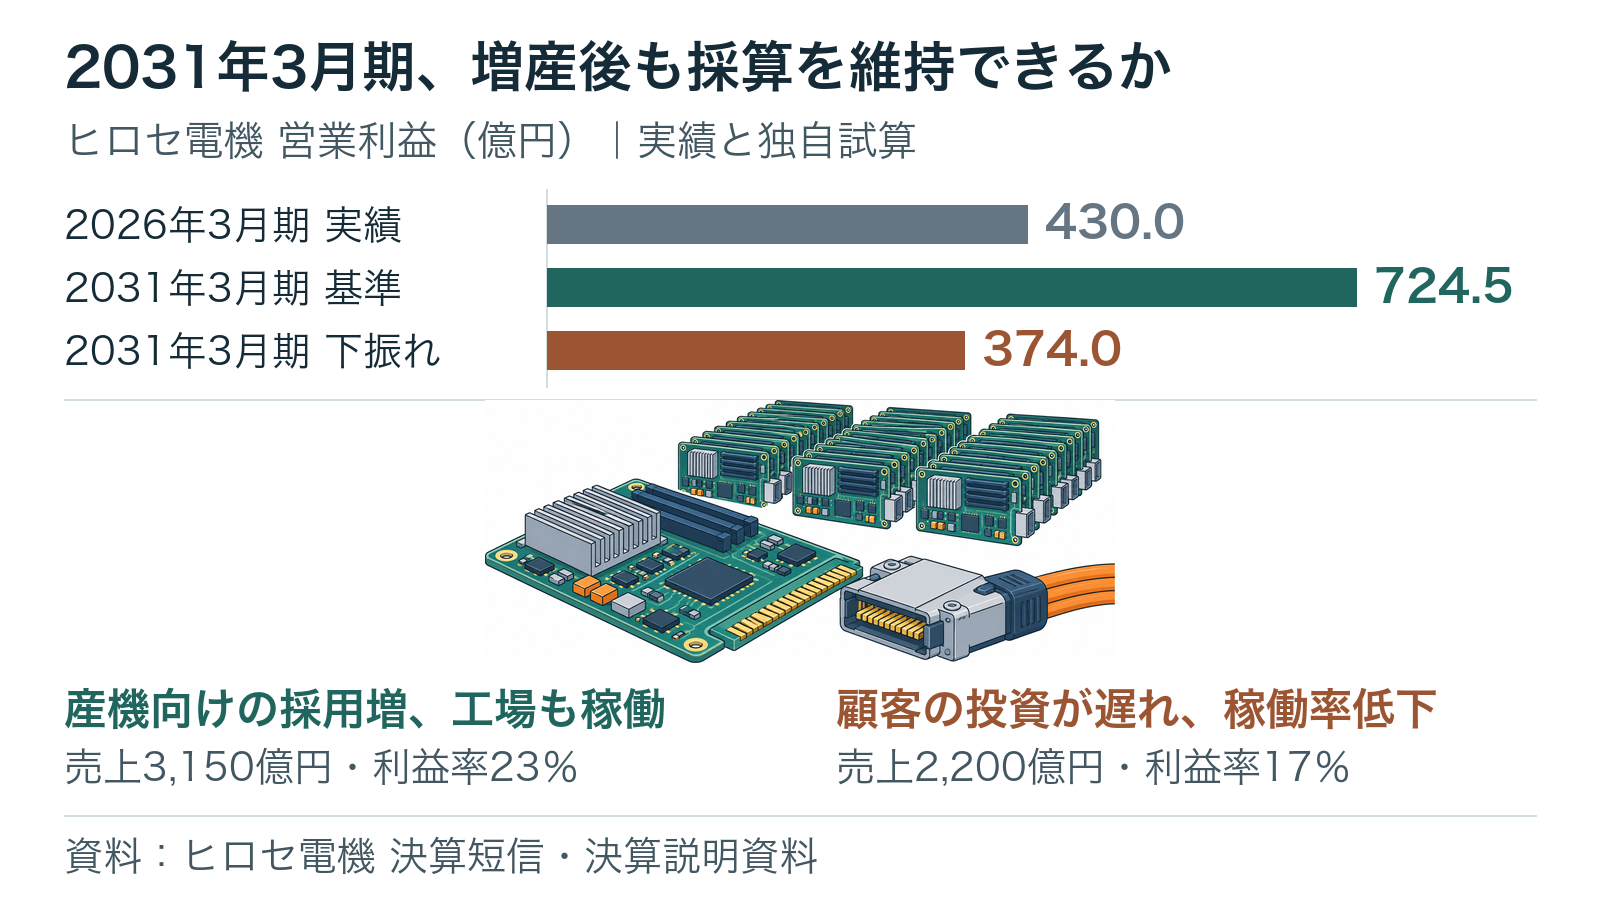 2031年3月期、増産後も採算を維持できるか
ヒロセ電機 営業利益（億円）｜実績と独自試算
2026年3月期 実績 430.0
2031年3月期 基準 724.5
2031年3月期 下振れ 374.0
産機向けの採用増、工場も稼働
売上3,150億円・利益率23%
顧客の投資が遅れ、稼働率低下
売上2,200億円・利益率17%
資料：ヒロセ電機 決算短信・決算説明資料